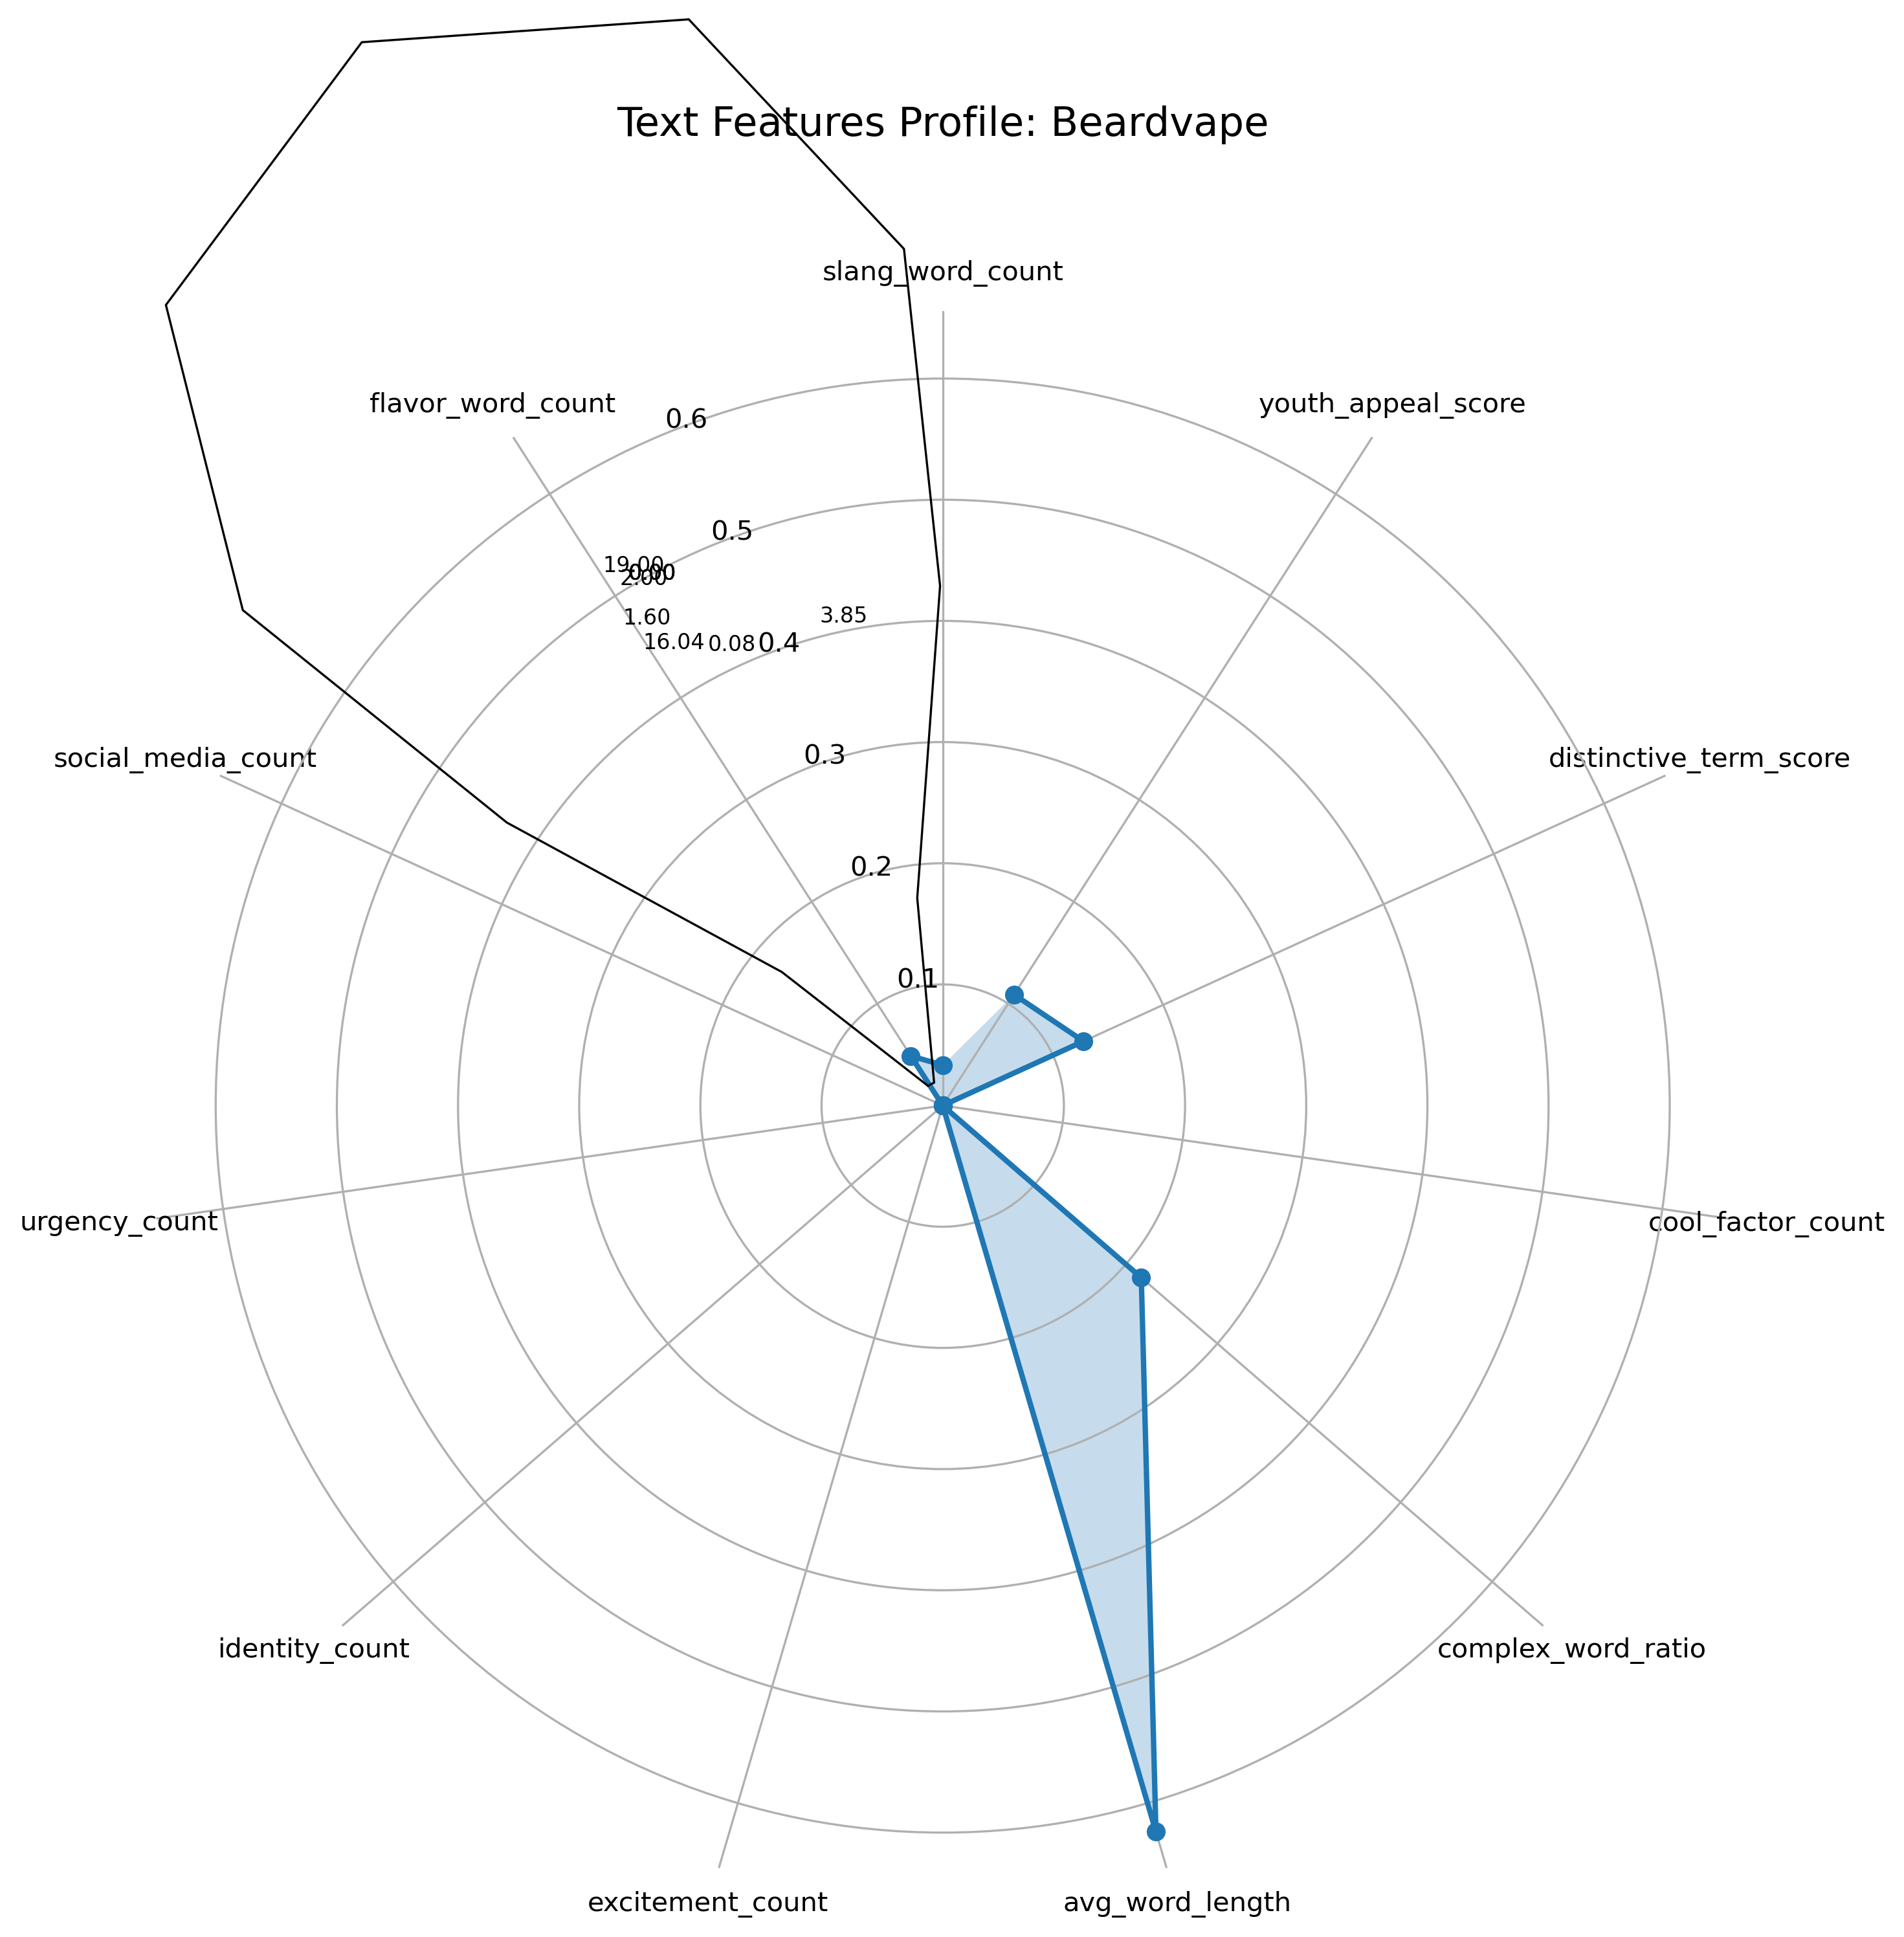 Text Features Profile: Beardvape
slang_word_count
flavor_word_count
youth_appeal_score
0.6
0.5
19.00
0.00
2.00
1.60
3.85
16.04
0.08
0.4
social_media_count
0.3
distinctive_term_score
0.2
0.1
urgency_count
cool_factor_count
identity_count
complex_word_ratio
excitement_count
avg_word_length